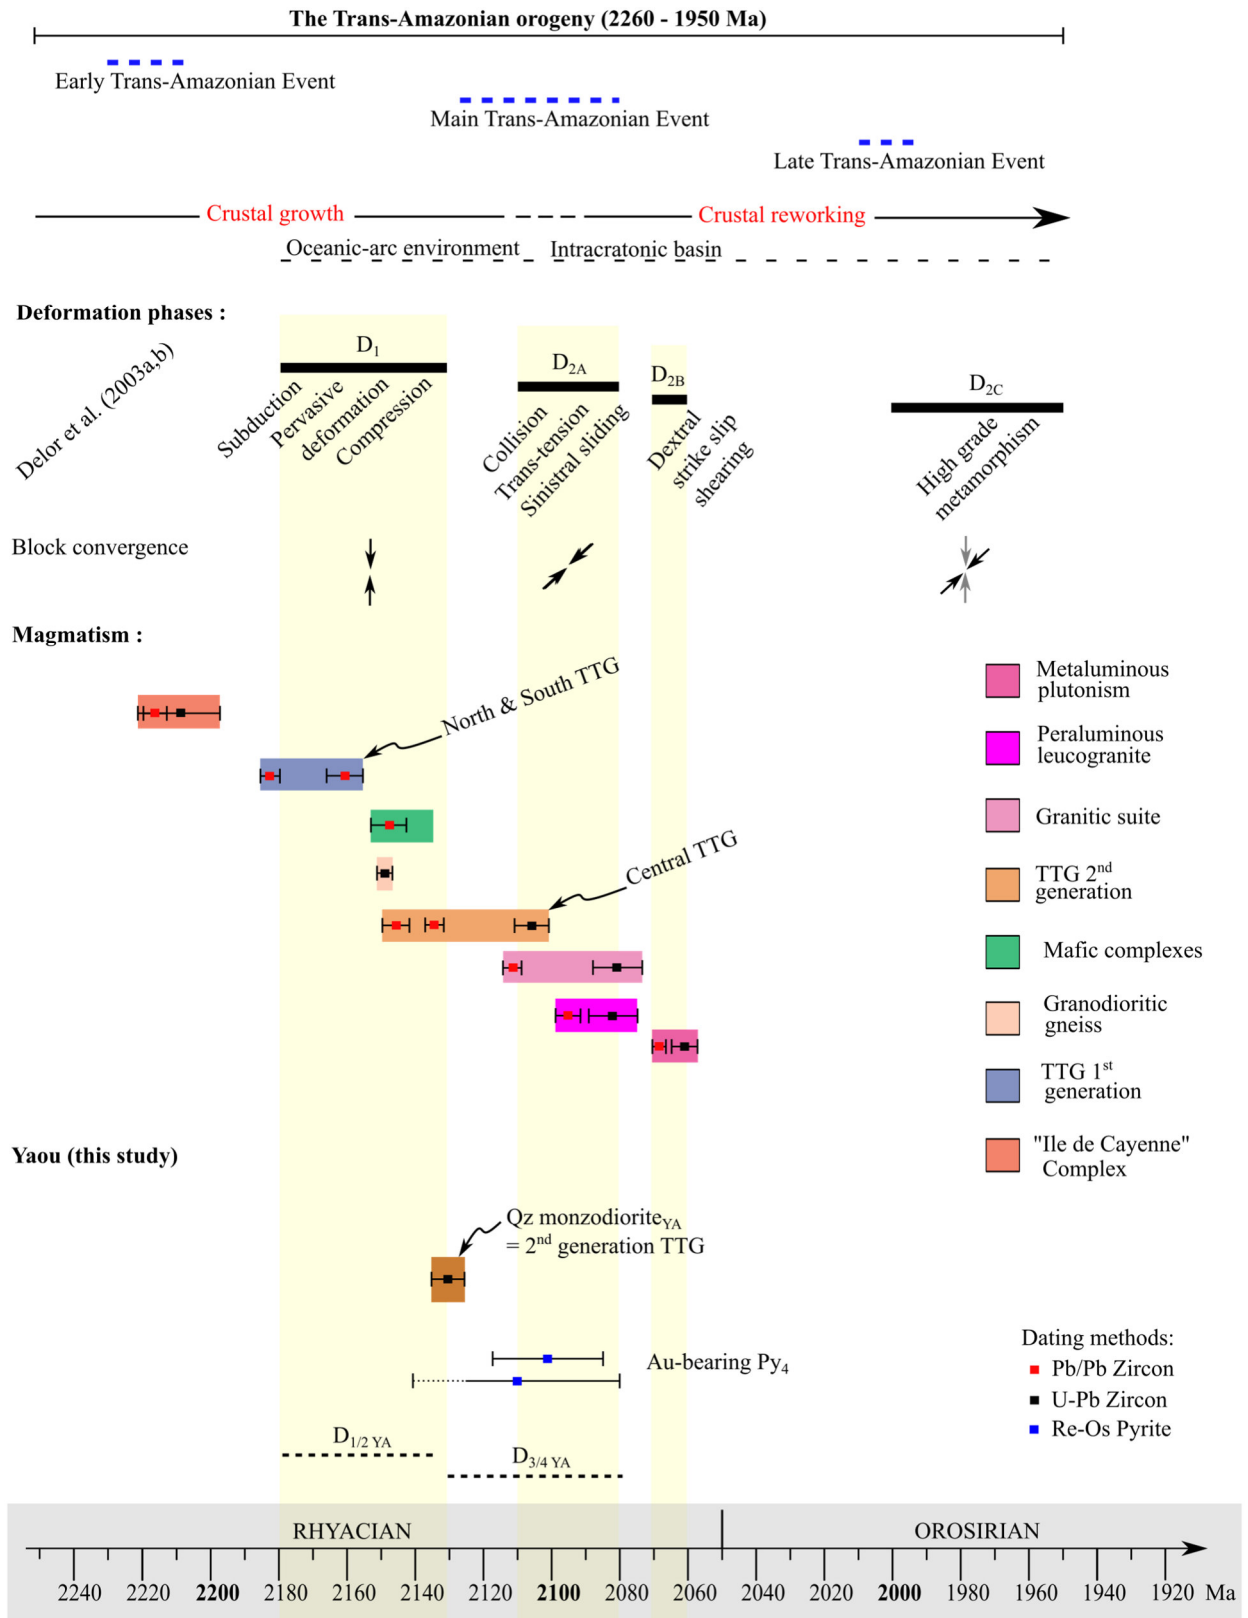 The Trans-Amazonian orogeny (2260 - 1950 Ma)
Early Trans-Amazonian Event
Main Trans-Amazonian Event
Late Trans-Amazonian Event
Crustal growth
Crustal reworking
Oceanic-arc environment
Intracratonic basin
Deformation phases :
Delor et al. (2003a,b)
D1
Subduction
Pervasive
deformation
Compression
D2A
Collision
Trans-tension
Sinistral sliding
D2B
Dextral
strike slip
shearing
D2C
High grade
metamorphism
Block convergence
Magmatism :
North & South TTG
Central TTG
Metaluminous
plutonism
Peraluminous
leucogranite
Granitic suite
TTG 2nd
generation
Mafic complexes
Granodioritic
gneiss
TTG 1st
generation
"Ile de Cayenne"
Complex
Yaou (this study)
Qz monzodioriteYA
= 2nd generation TTG
Au-bearing Py4
Dating methods:
Pb/Pb Zircon
U-Pb Zircon
Re-Os Pyrite
D1/2 YA
D3/4 YA
RHYACIAN
OROSIRIAN
2240 2220 2200 2180 2160 2140 2120 2100 2080 2060 2040 2020 2000 1980 1960 1940 1920 Ma